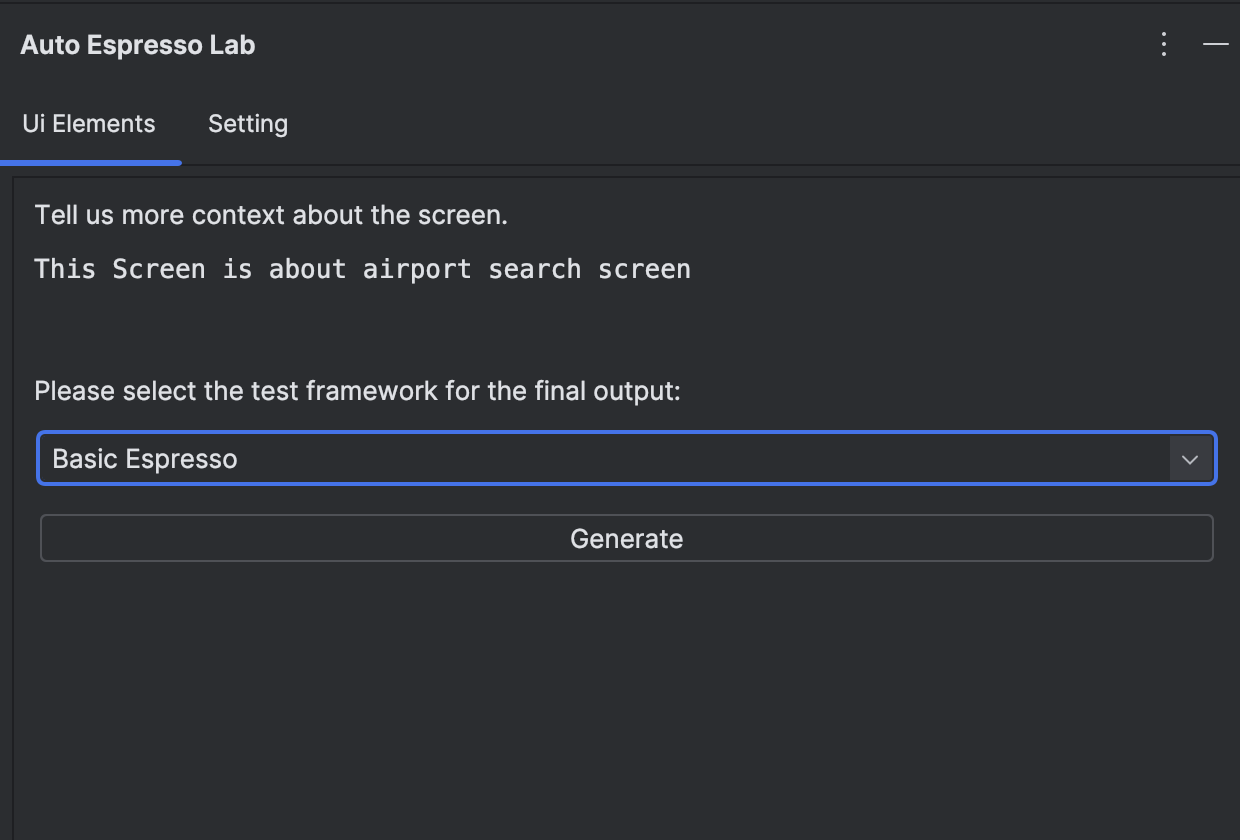 Auto Espresso Lab
Ui Elements Setting
Tell us more context about the screen.
This Screen is about airport search screen
Please select the test framework for the final output:
Basic Espresso
Generate